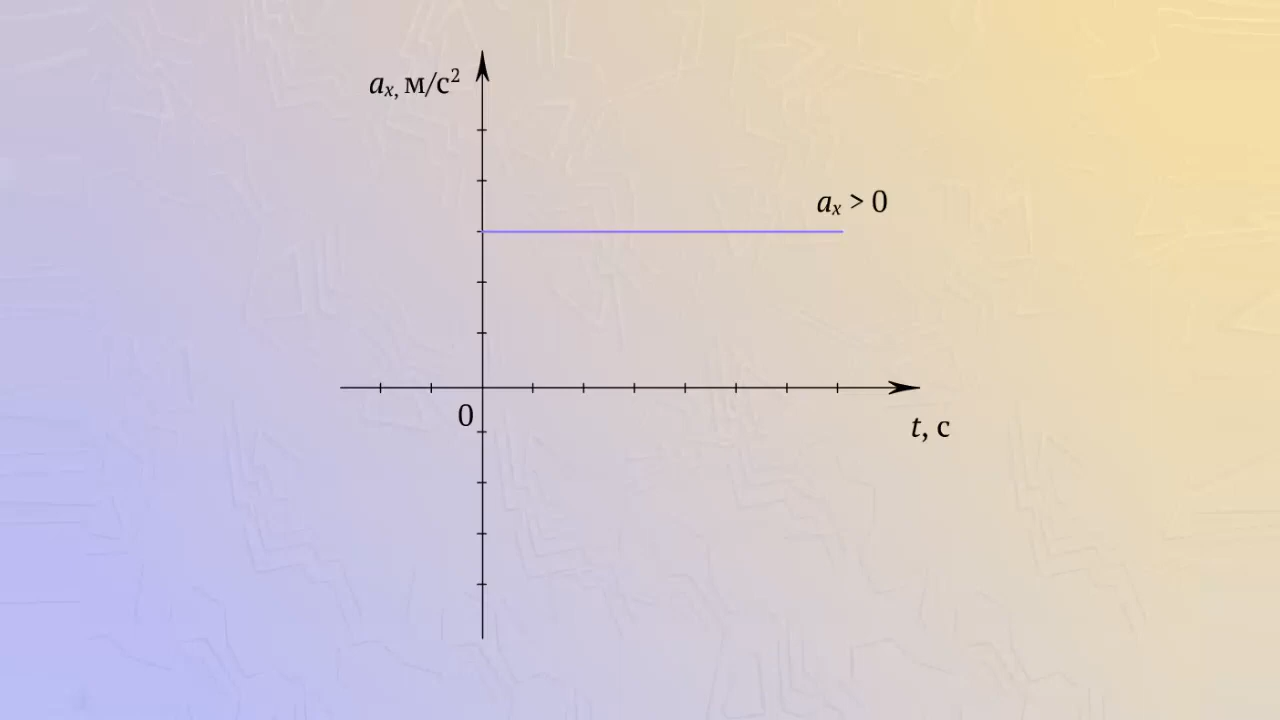 aₓ, м/с²
aₓ > 0
0
t, с